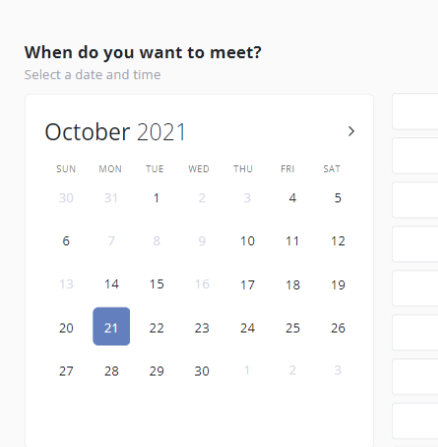 When do you want to meet?
Select a date and time
October 2021
SUN MON TUE WED THU FRI SAT
30 31 1 2 3 4 5
6 7 8 9 10 11 12
13 14 15 16 17 18 19
20 21 22 23 24 25 26
27 28 29 30 1 2 3